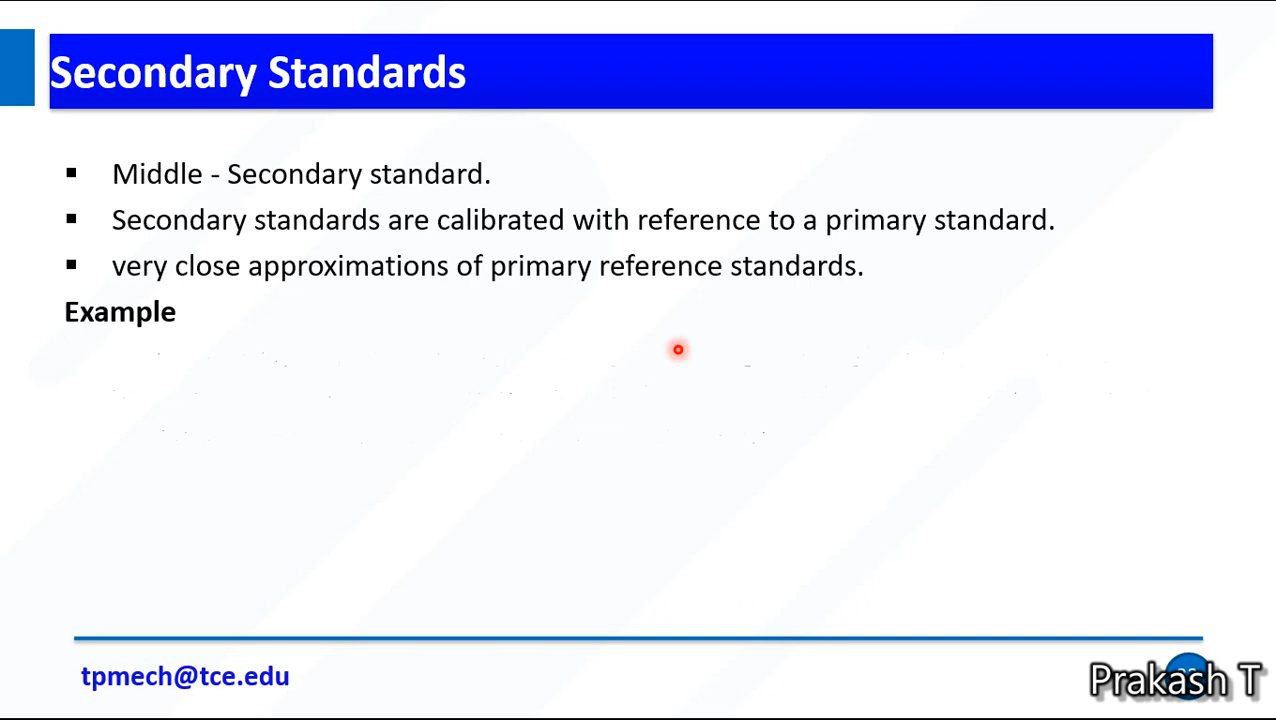 Secondary Standards
▪ Middle - Secondary standard.
▪ Secondary standards are calibrated with reference to a primary standard.
▪ very close approximations of primary reference standards.
Example
tpmech@tce.edu
Prakash T